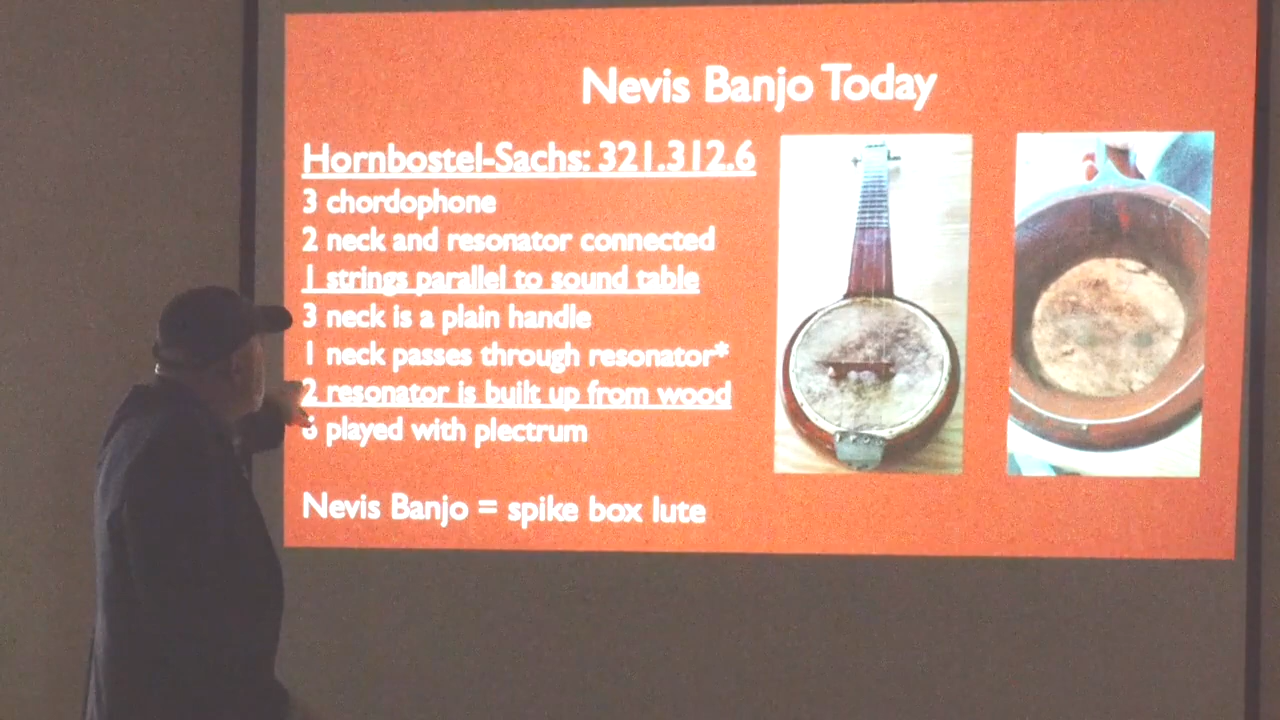 Nevis Banjo Today
Hornbostel-Sachs: 321.312.6
3 chordophone
2 neck and resonator connected
1 strings parallel to sound table
3 neck is a plain handle
1 neck passes through resonator*
2 resonator is built up from wood
6 played with plectrum
Nevis Banjo = spike box lute